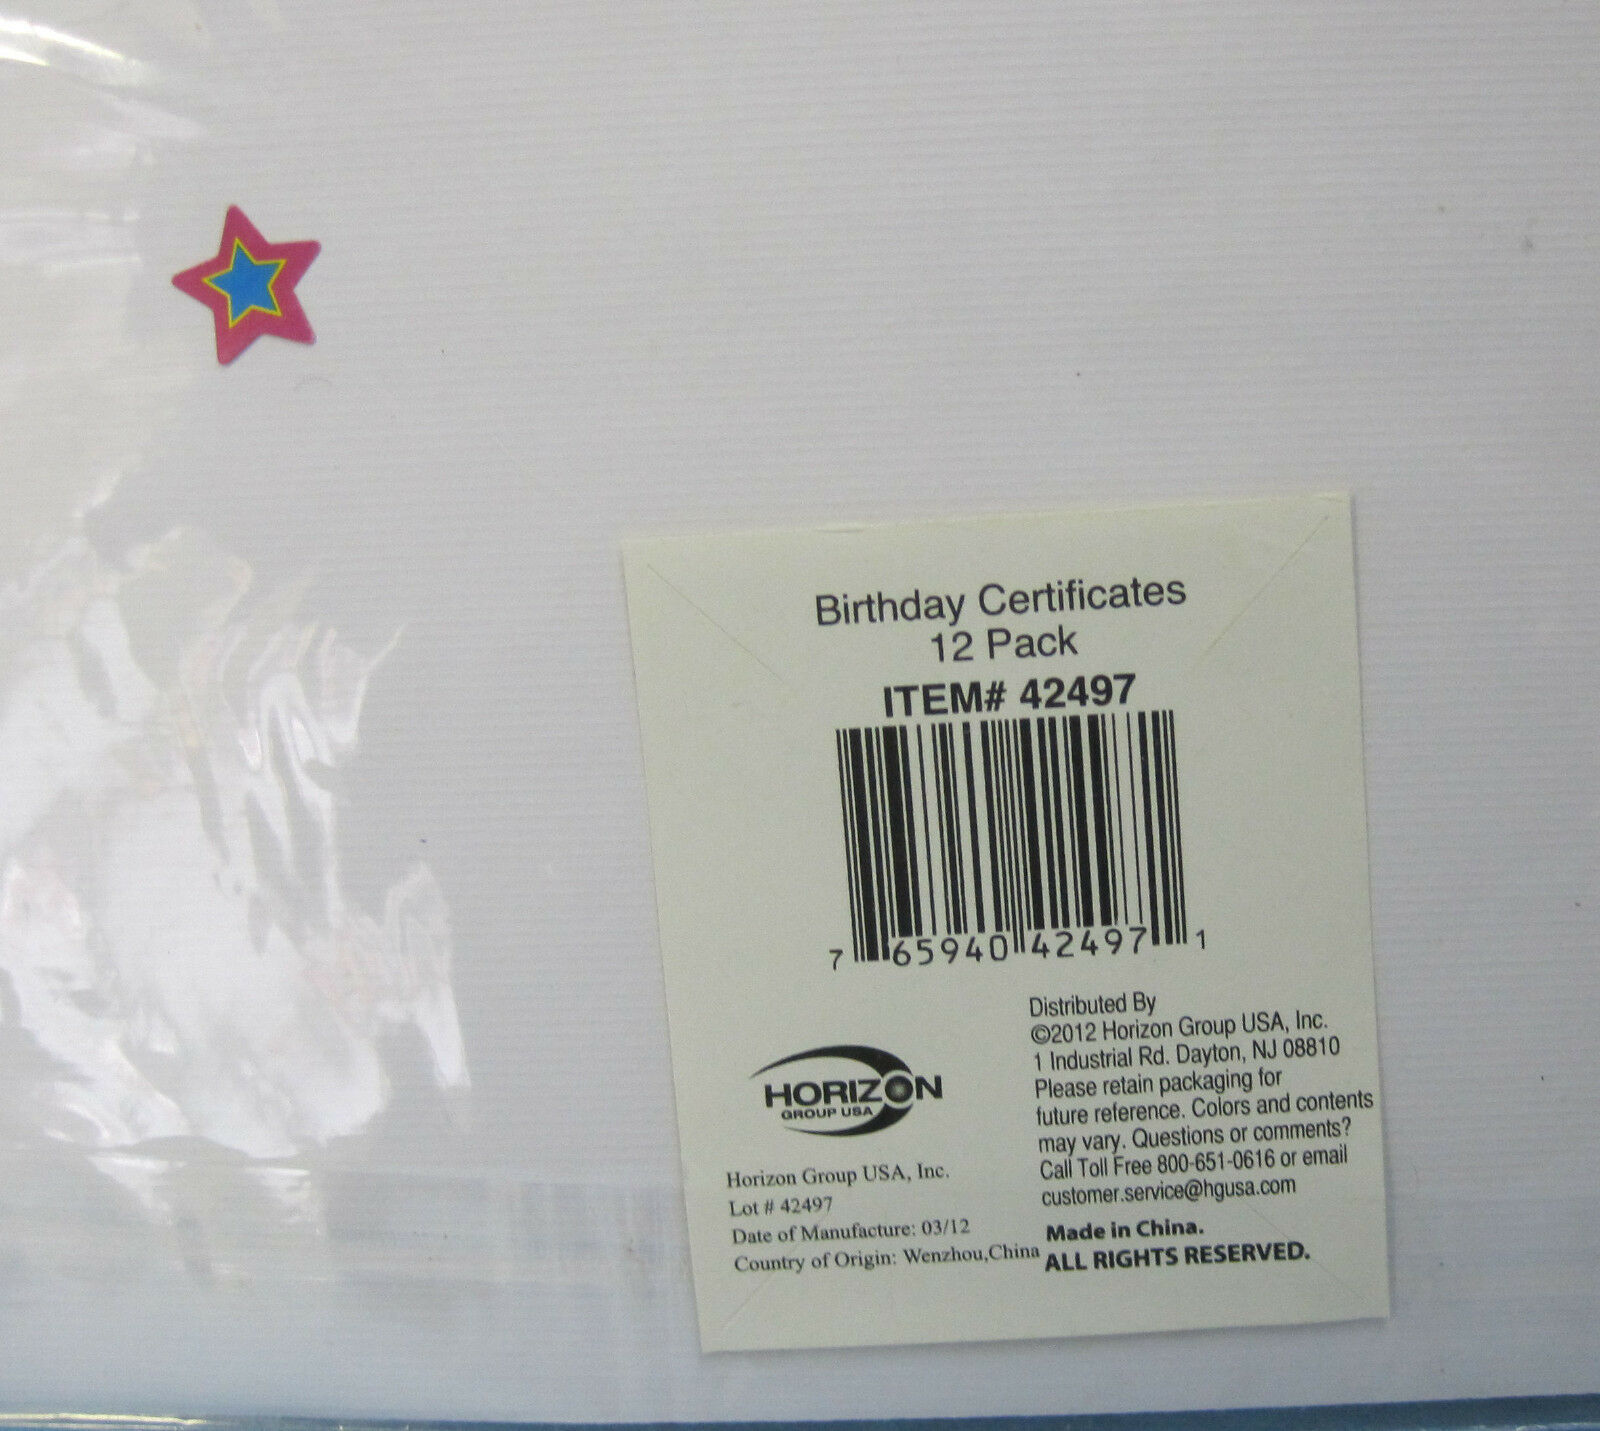 Birthday Certificates
12 Pack
ITEM# 42497
7 65940 42497 1
HORIZON
GROUP USA
Horizon Group USA, Inc.
Lot # 42497
Date of Manufacture: 03/12
Country of Origin: Wenzhou,China
Distributed By
©2012 Horizon Group USA, Inc.
1 Industrial Rd. Dayton, NJ 08810
Please retain packaging for
future reference. Colors and contents
may vary. Questions or comments?
Call Toll Free 800-651-0616 or email
customer.service@hgusa.com
Made in China.
ALL RIGHTS RESERVED.